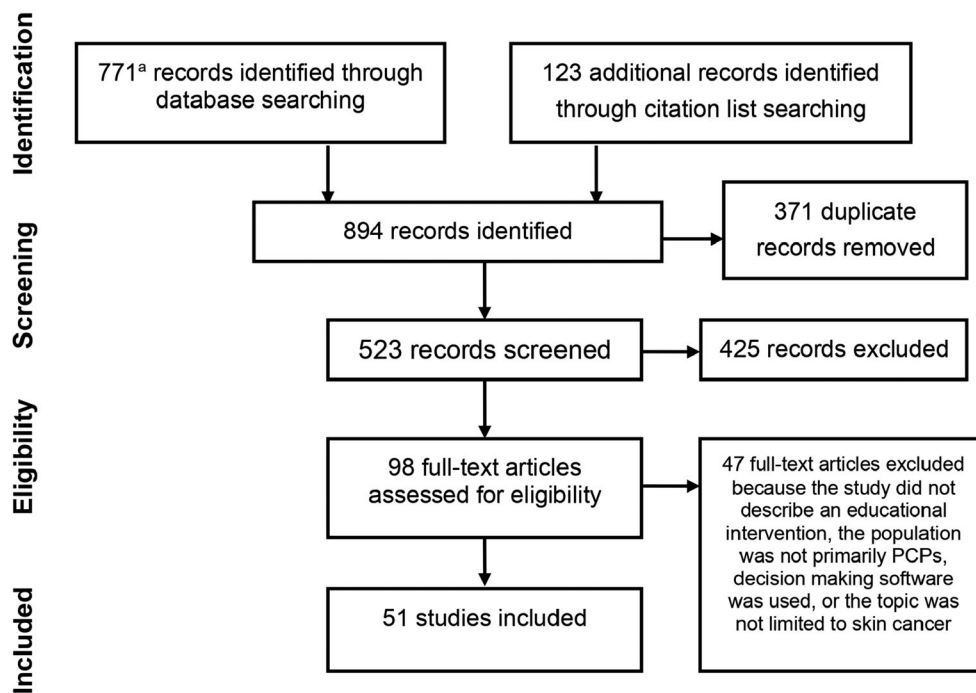 Identification
771ᵃ records identified through
database searching
123 additional records identified
through citation list searching
Screening
894 records identified
371 duplicate
records removed
523 records screened
425 records excluded
Eligibility
98 full-text articles
assessed for eligibility
47 full-text articles excluded
because the study did not
describe an educational
intervention, the population
was not primarily PCPs,
decision making software
was used, or the topic was
not limited to skin cancer
Included
51 studies included